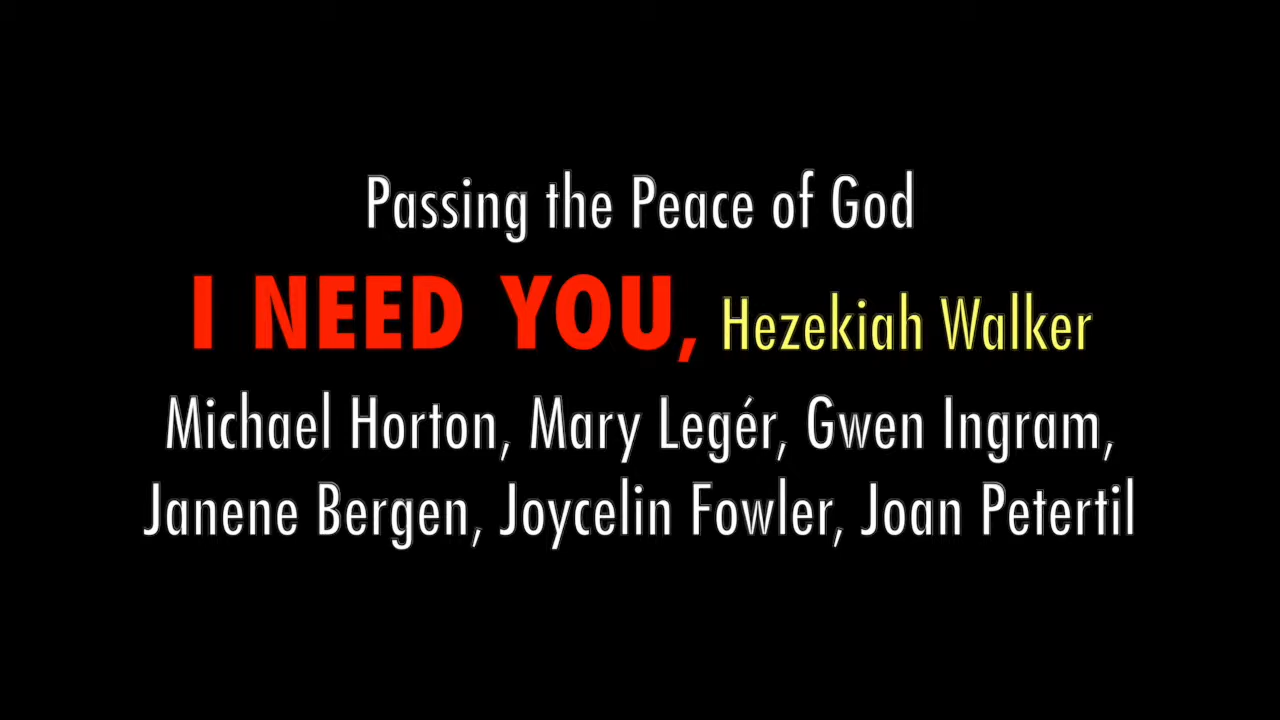 Passing the Peace of God
I NEED YOU, Hezekiah Walker
Michael Horton, Mary Legér, Gwen Ingram,
Janene Bergen, Joycelin Fowler, Joan Petertil